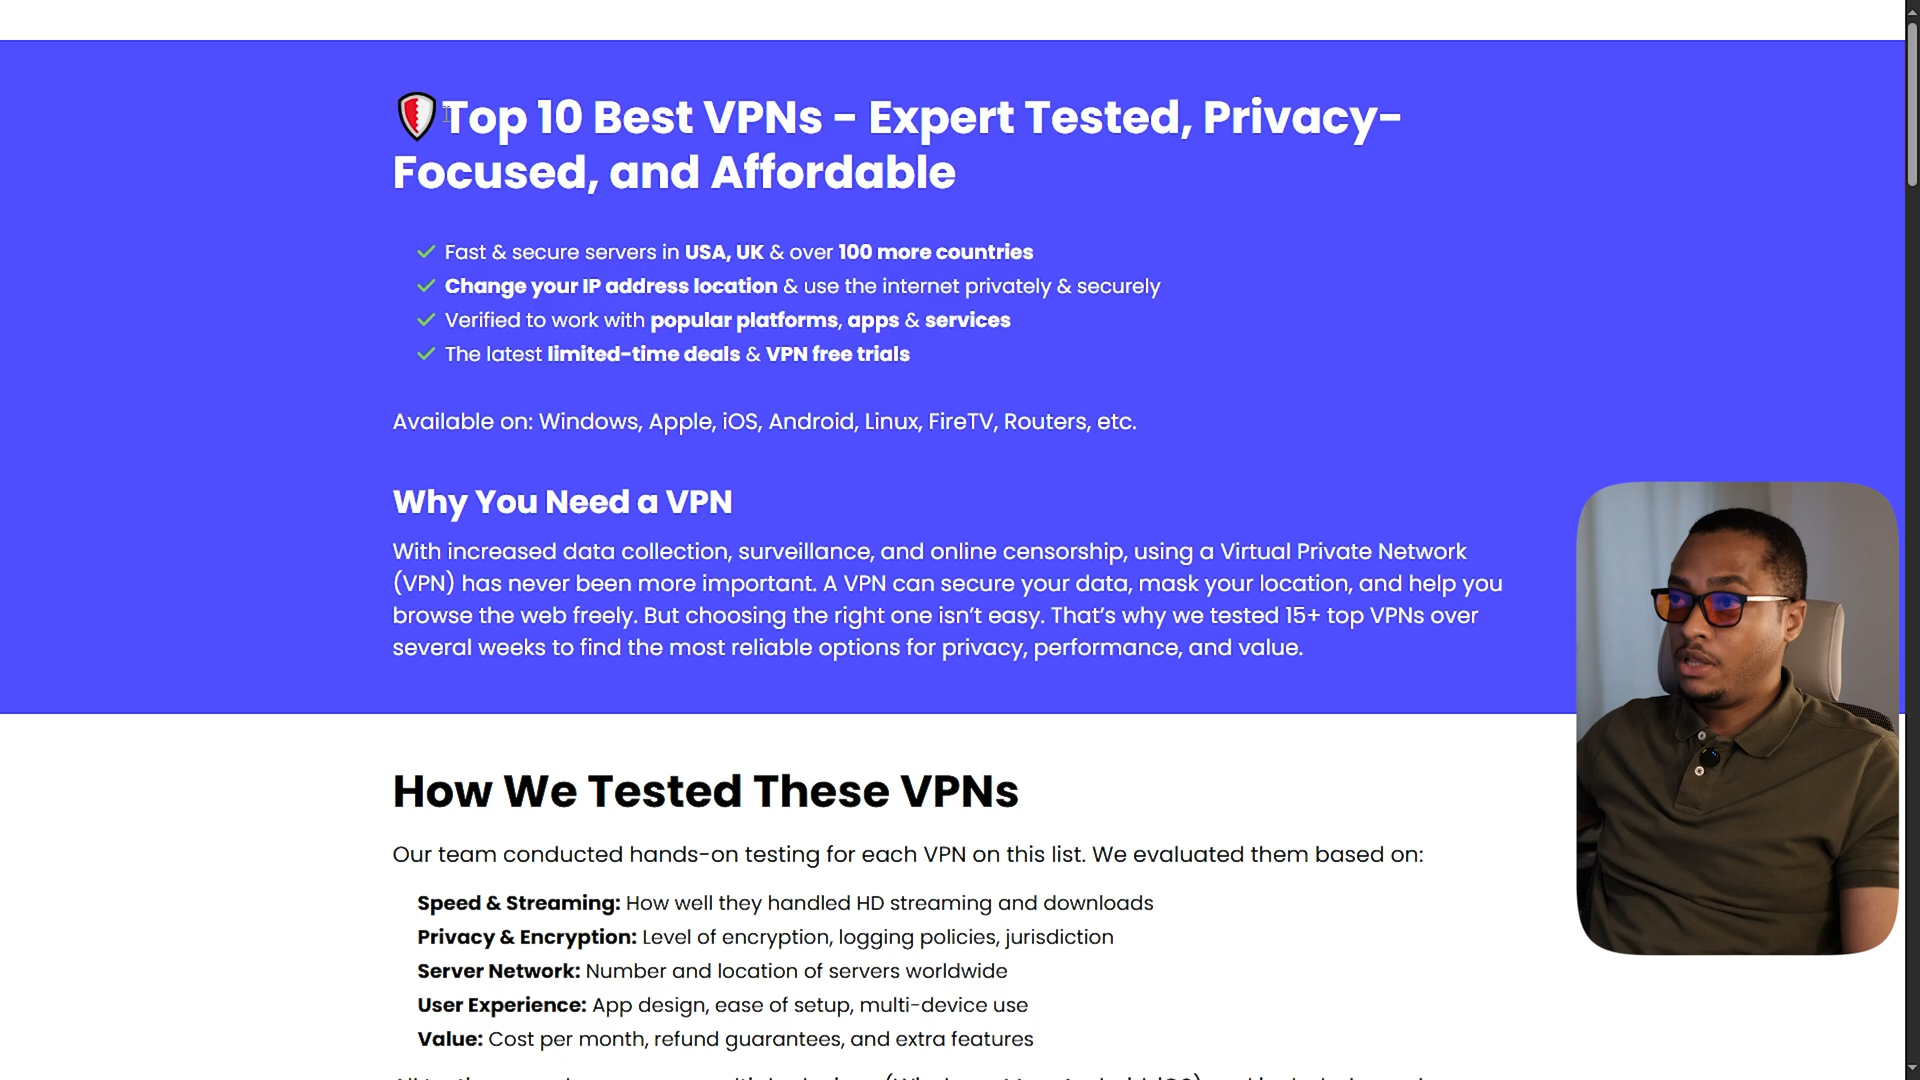 Top 10 Best VPNs - Expert Tested, Privacy-
Focused, and Affordable
Fast & secure servers in USA, UK & over 100 more countries
Change your IP address location & use the internet privately & securely
Verified to work with popular platforms, apps & services
The latest limited-time deals & VPN free trials
Available on: Windows, Apple, iOS, Android, Linux, FireTV, Routers, etc.
Why You Need a VPN
With increased data collection, surveillance, and online censorship, using a Virtual Private Network
(VPN) has never been more important. A VPN can secure your data, mask your location, and help you
browse the web freely. But choosing the right one isn’t easy. That’s why we tested 15+ top VPNs over
several weeks to find the most reliable options for privacy, performance, and value.
How We Tested These VPNs
Our team conducted hands-on testing for each VPN on this list. We evaluated them based on:
Speed & Streaming: How well they handled HD streaming and downloads
Privacy & Encryption: Level of encryption, logging policies, jurisdiction
Server Network: Number and location of servers worldwide
User Experience: App design, ease of setup, multi-device use
Value: Cost per month, refund guarantees, and extra features